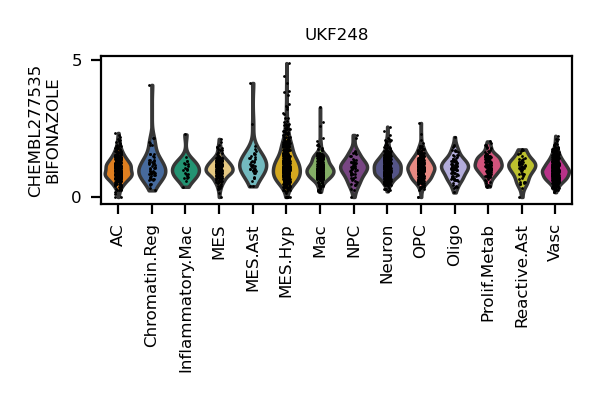 UKF248
CHEMBL277535
BIFONAZOLE
5
0
AC
Chromatin.Reg
Inflammatory.Mac
MES
MES.Ast
MES.Hyp
Mac
NPC
Neuron
OPC
Oligo
Prolif.Metab
Reactive.Ast
Vasc